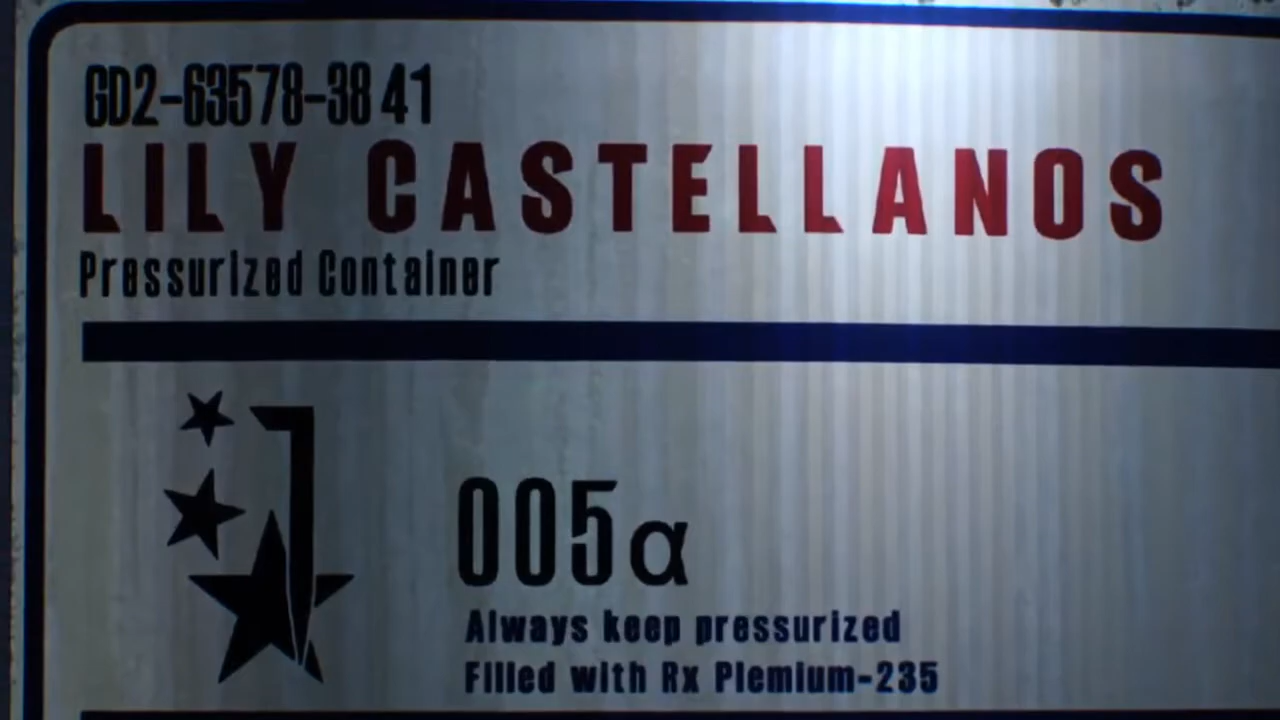 GD2-63578-38 41
LILY CASTELLANOS
Pressurized Container
005α
Always keep pressurized
Filled with Rx Plemium-235